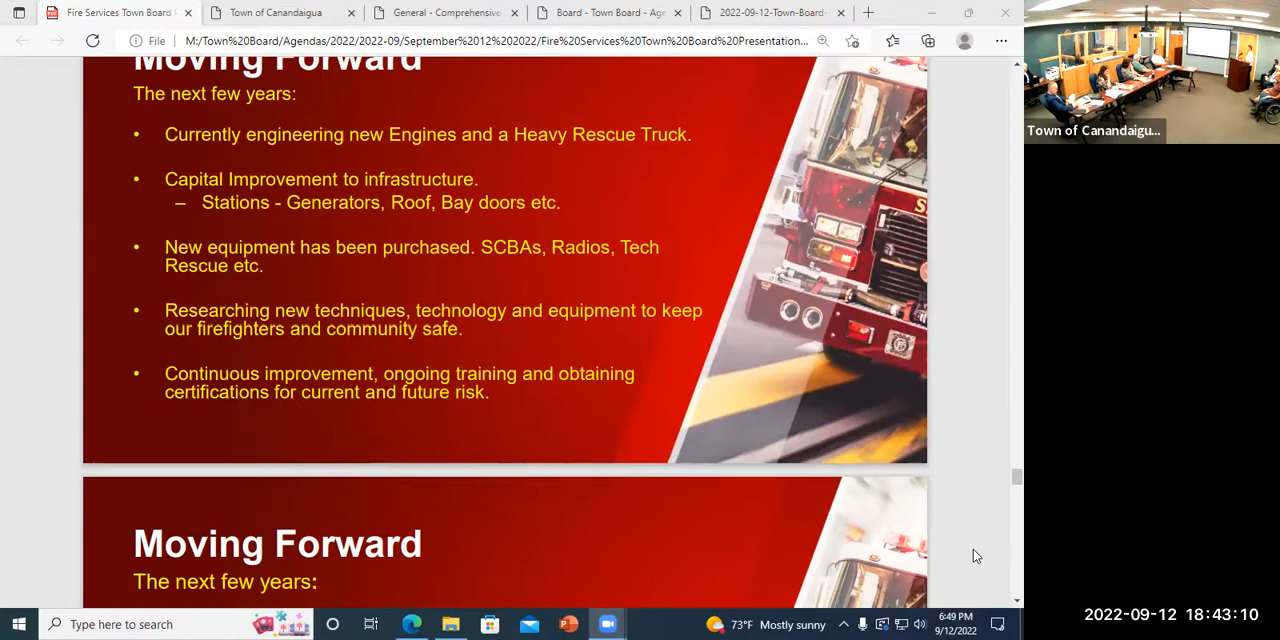 Fire Services Town Board P
Town of Canandaigua
General - Comprehensive
Board - Town Board - Age
2022-09-12-Town-Board-
File
M:/Town%20Board/Agendas/2022/2022-09/September%2012%202022/Fire%20Services%20Town%20Board%20Presentation...
Moving Forward
The next few years:
• Currently engineering new Engines and a Heavy Rescue Truck.
• Capital Improvement to infrastructure.
– Stations - Generators, Roof, Bay doors etc.
• New equipment has been purchased. SCBAs, Radios, Tech
Rescue etc.
• Researching new techniques, technology and equipment to keep
our firefighters and community safe.
• Continuous improvement, ongoing training and obtaining
certifications for current and future risk.
Moving Forward
The next few years:
Town of Canandaigu...
Type here to search
73°F Mostly sunny
6:49 PM
9/12/2022
2022-09-12 18:43:10